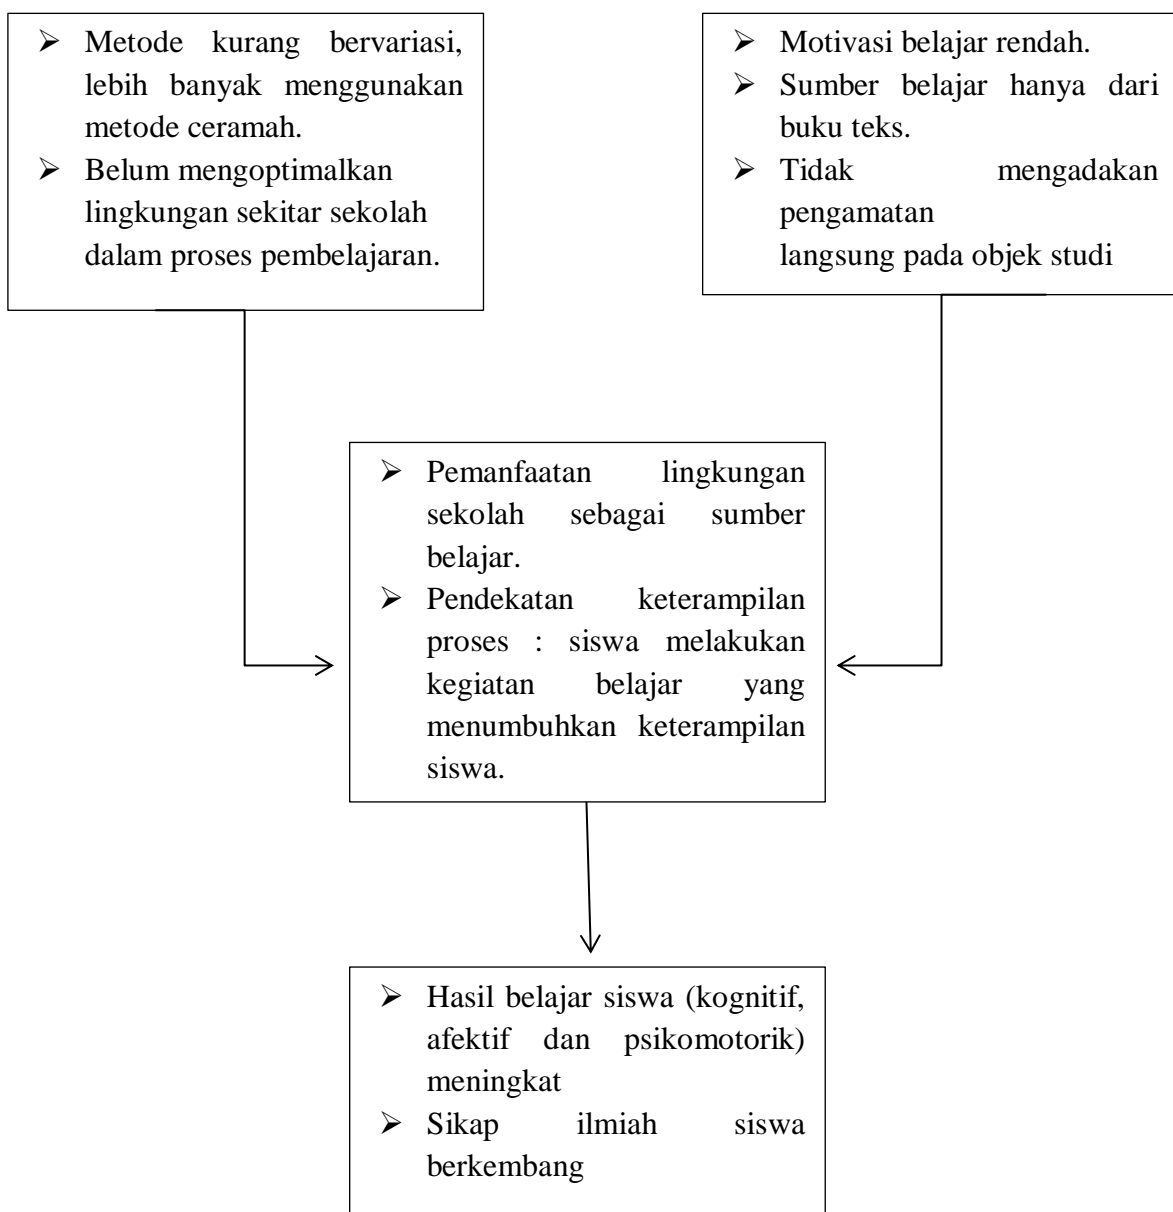 ➢ Metode kurang bervariasi,
lebih banyak menggunakan
metode ceramah.
➢ Belum mengoptimalkan
lingkungan sekitar sekolah
dalam proses pembelajaran.
➢ Motivasi belajar rendah.
➢ Sumber belajar hanya dari
buku teks.
➢ Tidak mengadakan
pengamatan
langsung pada objek studi
➢ Pemanfaatan lingkungan
sekolah sebagai sumber
belajar.
➢ Pendekatan keterampilan
proses : siswa melakukan
kegiatan belajar yang
menumbuhkan keterampilan
siswa.
➢ Hasil belajar siswa (kognitif,
afektif dan psikomotorik)
meningkat
➢ Sikap ilmiah siswa
berkembang